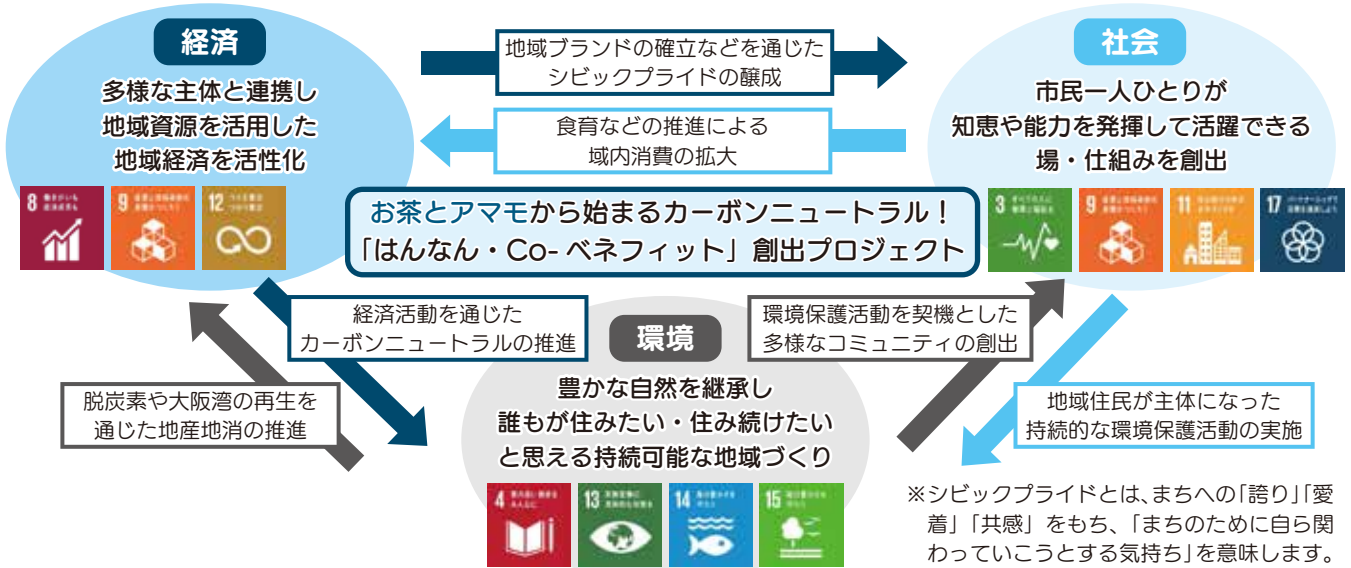 経済
多様な主体と連携し
地域資源を活用した
地域経済を活性化
8
9
12
地域ブランドの確立などを通じた
シビックプライドの醸成
食育などの推進による
域内消費の拡大
社会
市民一人ひとりが
知恵や能力を発揮して活躍できる
場・仕組みを創出
3
9
11
17
お茶とアマモから始まるカーボンニュートラル！
「はんなん・Co-ベネフィット」創出プロジェクト
経済活動を通じた
カーボンニュートラルの推進
脱炭素や大阪湾の再生を
通じた地産地消の推進
環境
豊かな自然を継承し
誰もが住みたい・住み続けたい
と思える持続可能な地域づくり
4
13
14
15
環境保護活動を契機とした
多様なコミュニティの創出
地域住民が主体になった
持続的な環境保護活動の実施
※シビックプライドとは、まちへの「誇り」「愛
着」「共感」をもち、「まちのために自ら関
わっていこうとする気持ち」を意味します。